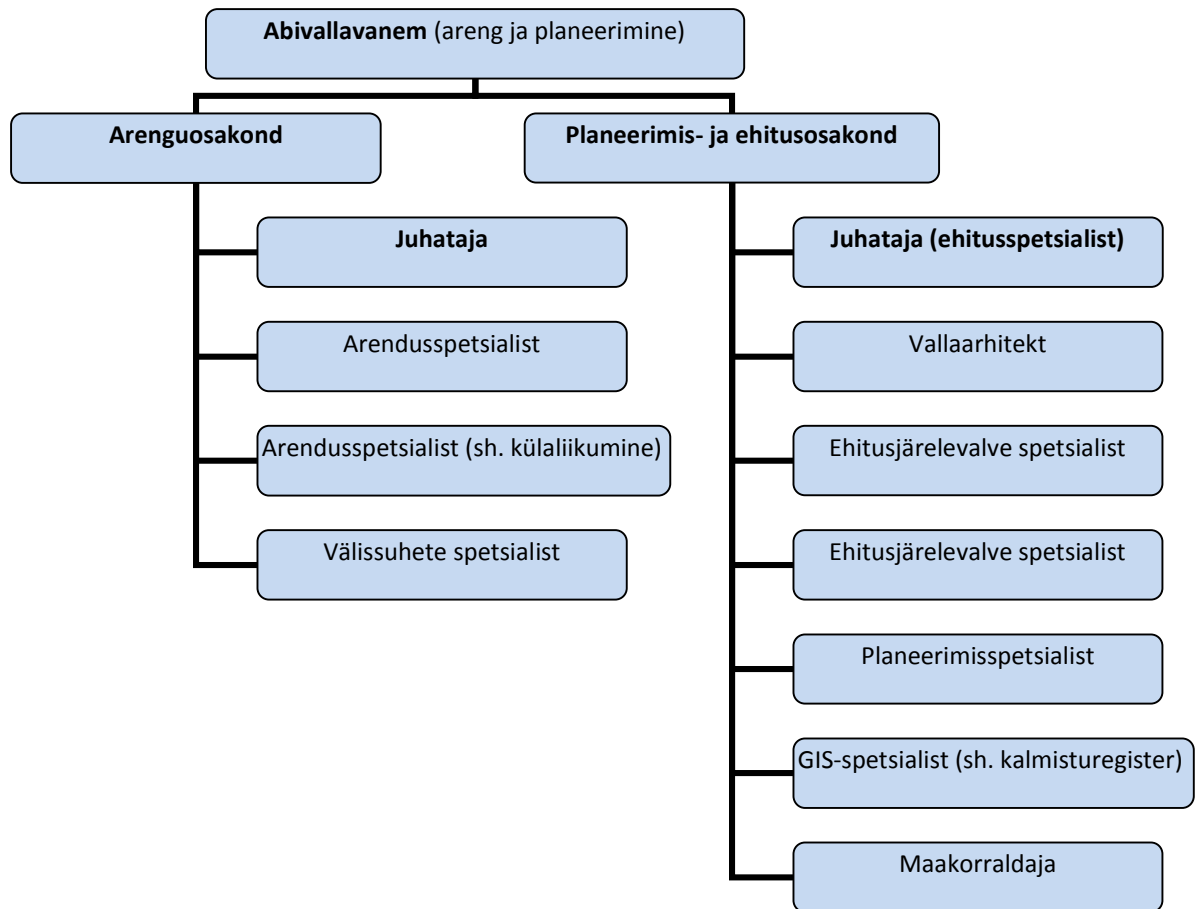 Abivallavanem (areng ja planeerimine)
Arenguosakond
Juhataja
Arendusspetsialist
Arendusspetsialist (sh. külaliikumine)
Välissuhete spetsialist
Planeerimis- ja ehitusosakond
Juhataja (ehitusspetsialist)
Vallaarhitekt
Ehitusjärelevalve spetsialist
Ehitusjärelevalve spetsialist
Planeerimisspetsialist
GIS-spetsialist (sh. kalmisturegister)
Maakorraldaja